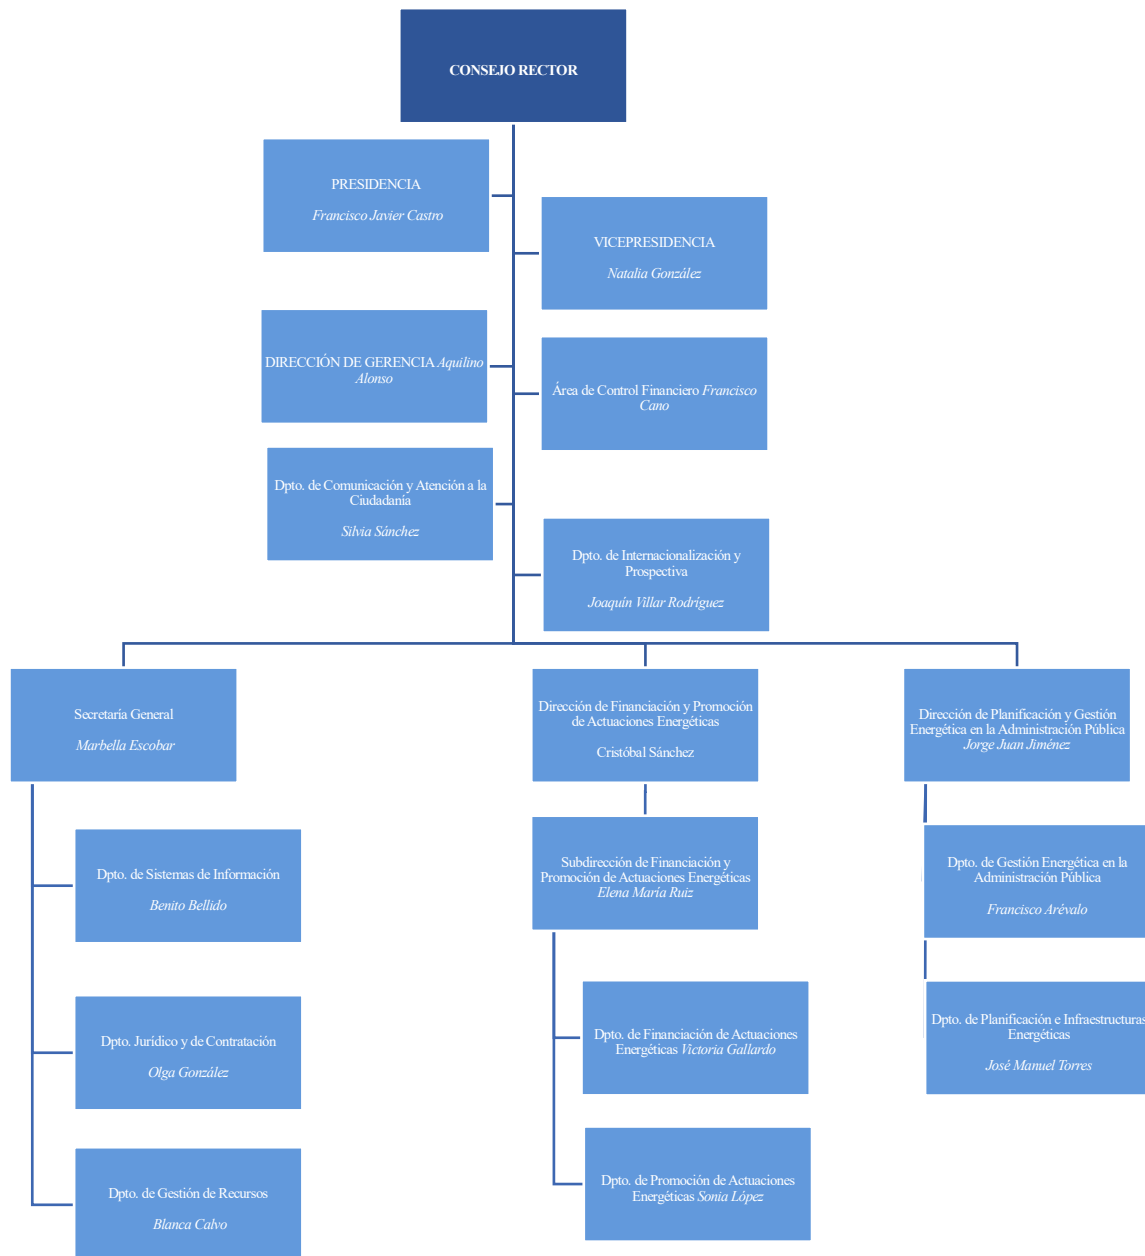 CONSEJO RECTOR
PRESIDENCIA
Francisco Javier Castro
VICEPRESIDENCIA
Natalia González
DIRECCIÓN DE GERENCIA Aquilino
Alonso
Área de Control Financiero Francisco
Cano
Dpto. de Comunicación y Atención a la
Ciudadanía
Silvia Sánchez
Dpto. de Internacionalización y
Prospectiva
Joaquín Villar Rodríguez
Secretaría General
Marbella Escobar
Dirección de Financiación y Promoción
de Actuaciones Energéticas
Cristóbal Sánchez
Dirección de Planificación y Gestión
Energética en la Administración Pública
Jorge Juan Jiménez
Dpto. de Sistemas de Información
Benito Bellido
Subdirección de Financiación y
Promoción de Actuaciones Energéticas
Elena María Ruiz
Dpto. de Gestión Energética en la
Administración Pública
Francisco Arévalo
Dpto. Jurídico y de Contratación
Olga González
Dpto. de Financiación de Actuaciones
Energéticas Victoria Gallardo
Dpto. de Planificación e Infraestructuras
Energéticas
José Manuel Torres
Dpto. de Gestión de Recursos
Blanca Calvo
Dpto. de Promoción de Actuaciones
Energéticas Sonia López